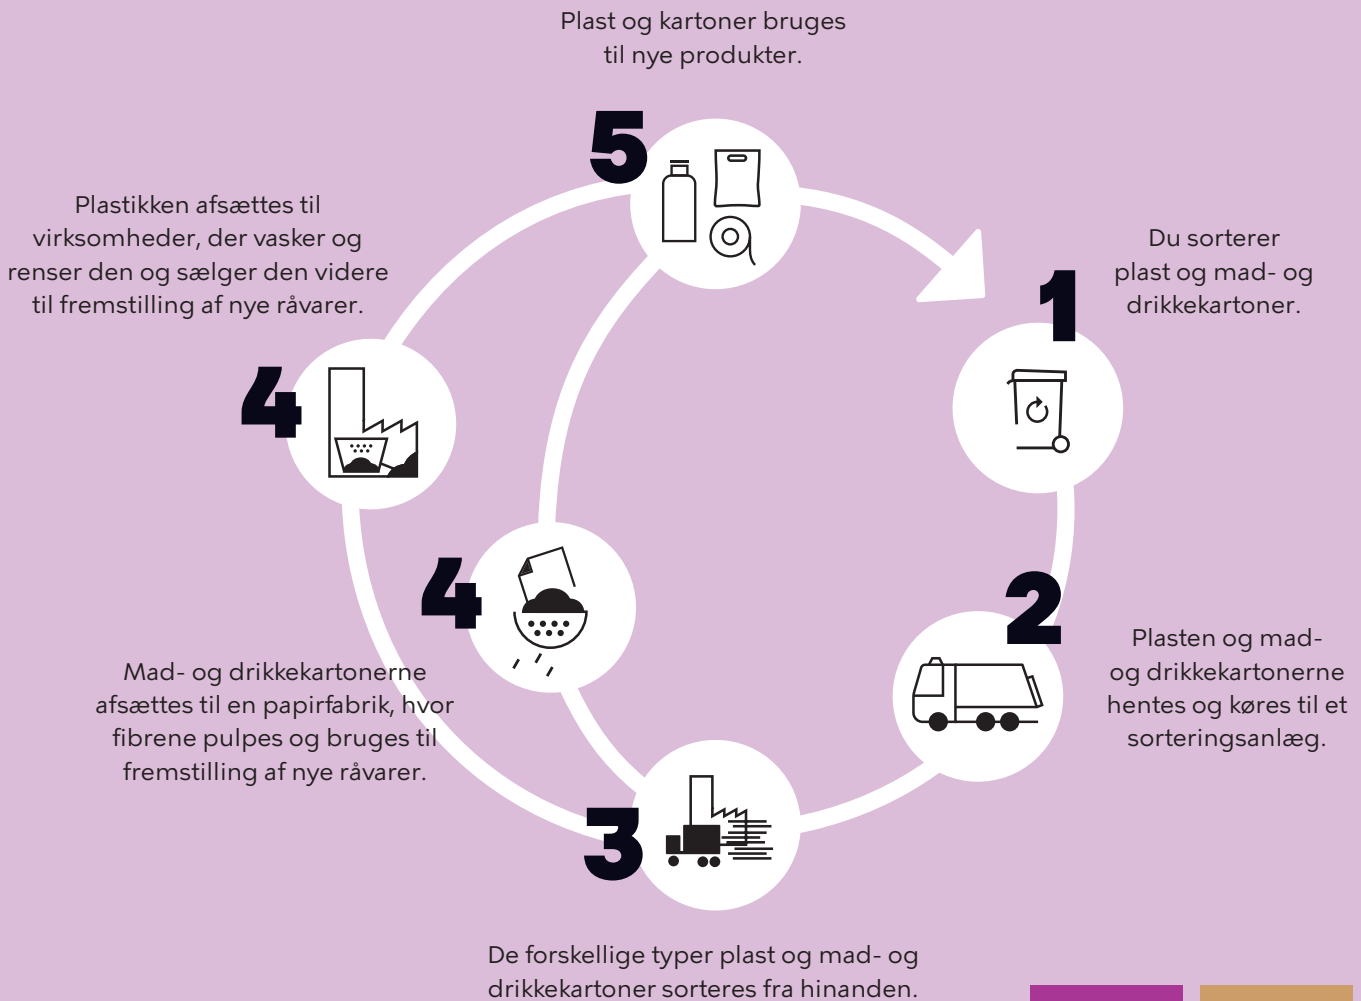 Plast og kartoner bruges
til nye produkter.
5
Plastikken afsættes til
virksomheder, der vasker og
renser den og sælger den videre
til fremstilling af nye råvarer.
4
Du sorterer
plast og mad- og
drikkekartoner.
1
4
Mad- og drikkekartonerne
afsættes til en papirfabrik, hvor
fibrene pulpes og bruges til
fremstilling af nye råvarer.
2
Plasten og mad-
og drikkekartonerne
hentes og køres til et
sorteringsanlæg.
3
De forskellige typer plast og mad- og
drikkekartoner sorteres fra hinanden.